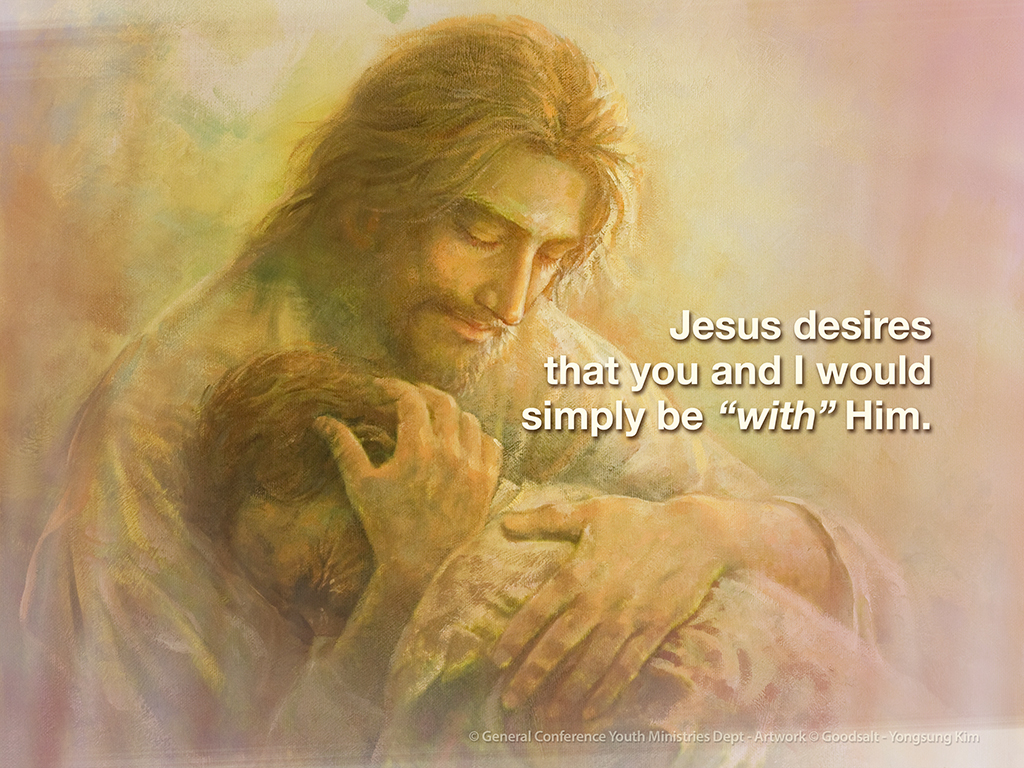 Jesus desires
that you and I would
simply be “with” Him.
© General Conference Youth Ministries Dept - Artwork © Goodsalt - Yongsung Kim